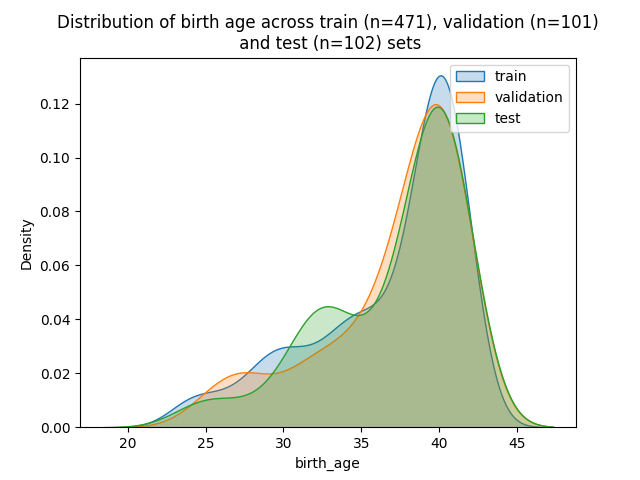 Distribution of birth age across train (n=471), validation (n=101)
and test (n=102) sets
train
validation
test
0.12
0.10
0.08
0.06
0.04
0.02
0.00
Density
20 25 30 35 40 45
birth_age